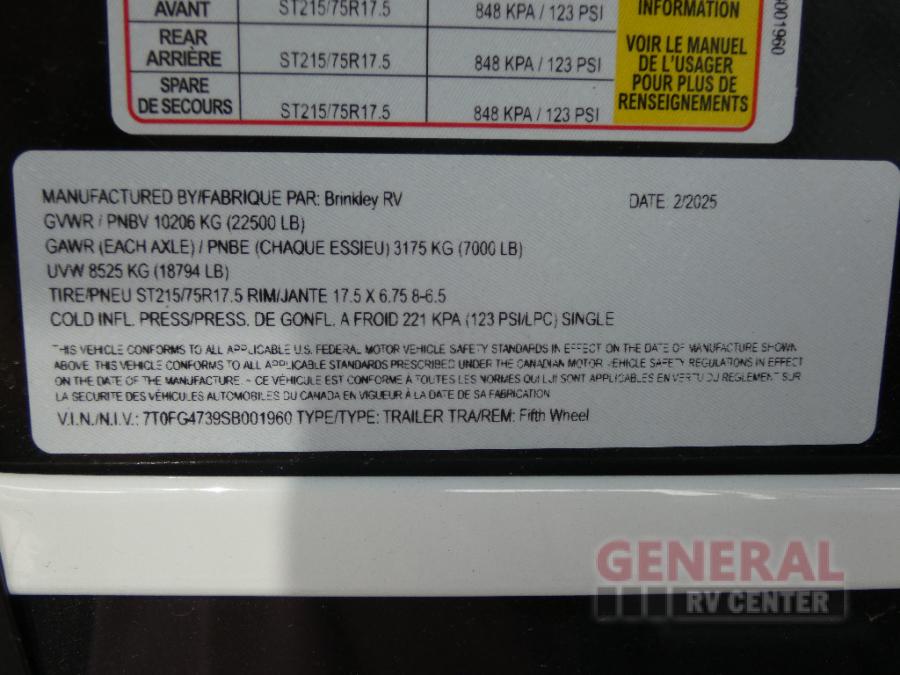 AVANT ST215/75R17.5 848 KPA / 123 PSI INFORMATION
REAR
ARRIÈRE ST215/75R17.5 848 KPA / 123 PSI
SPARE
DE SECOURS ST215/75R17.5 848 KPA / 123 PSI
VOIR LE MANUEL
DE L'USAGER
POUR PLUS DE
RENSEIGNEMENTS
001960
MANUFACTURED BY/FABRIQUE PAR: Brinkley RV DATE: 2/2025
GVWR / PNBV 10206 KG (22500 LB)
GAWR (EACH AXLE) / PNBE (CHAQUE ESSIEU) 3175 KG (7000 LB)
UVW 8525 KG (18794 LB)
TIRE/PNEU ST215/75R17.5 RIM/JANTE 17.5 X 6.75 8-6.5
COLD INFL. PRESS/PRESS. DE GONFL. A FROID 221 KPA (123 PSI/LPC) SINGLE
THIS VEHICLE CONFORMS TO ALL APPLICABLE U.S. FEDERAL MOTOR VEHICLE SAFETY STANDARDS IN EFFECT ON THE DATE OF MANUFACTURE SHOWN
ABOVE. THIS VEHICLE CONFORMS TO ALL APPLICABLE STANDARDS PRESCRIBED UNDER THE CANADIAN MOTOR VEHICLE SAFETY REGULATIONS IN EFFECT
ON THE DATE OF THE MANUFACTURE. - CE VÉHICULE EST CONFORME À TOUTES LES NORMES QUI LUI SONT APPLICABLES EN VERTU DU REGLEMENT SUR
LA SECURITE DES VÉHICULES AUTOMOBILES DU CANADA EN VIGUEUR À LA DATE DE SA FABRICATION
V.I.N./N.I.V.: 7T0FG4739SB001960 TYPE/TYPE: TRAILER TRA/REM: Fifth Wheel
GENERAL
RV CENTER